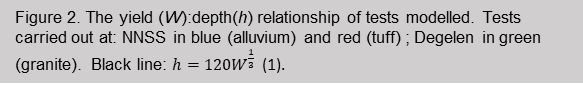 Figure 2. The yield (W):depth(h) relationship of tests modelled. Tests
carried out at: NNSS in blue (alluvium) and red (tuff) ; Degelen in green
(granite). Black line: h = 120W^(1/3) (1).